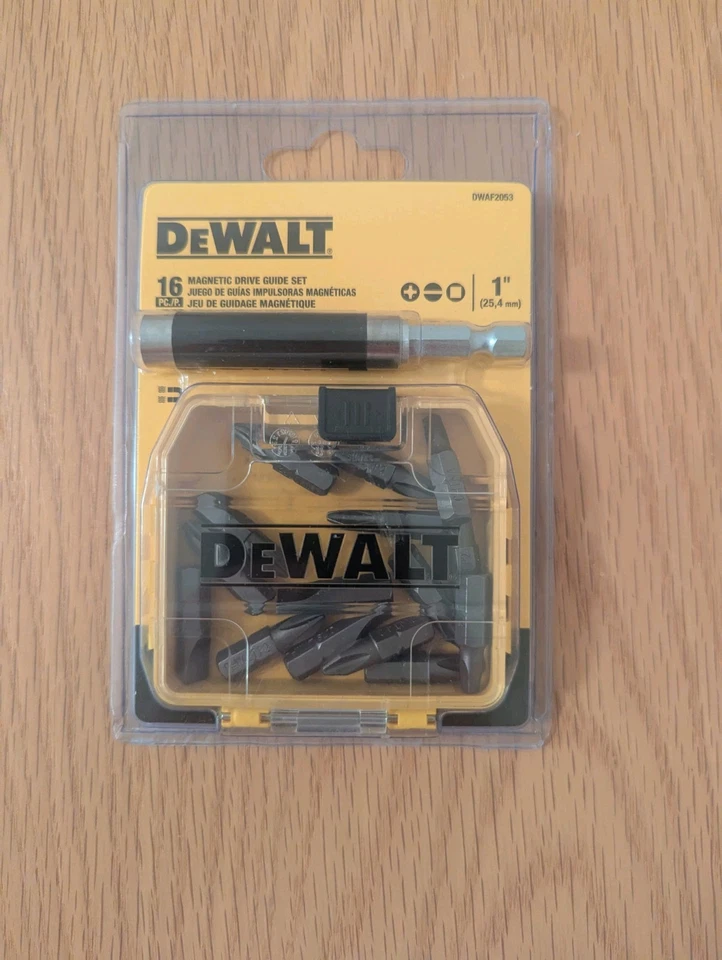 DWAF2053
DEWALT®
16 PC./P.
MAGNETIC DRIVE GUIDE SET
JUEGO DE GUÍAS IMPULSORAS MAGNÉTICAS
JEU DE GUIDAGE MAGNÉTIQUE
1"
(25,4 mm)
DEWALT